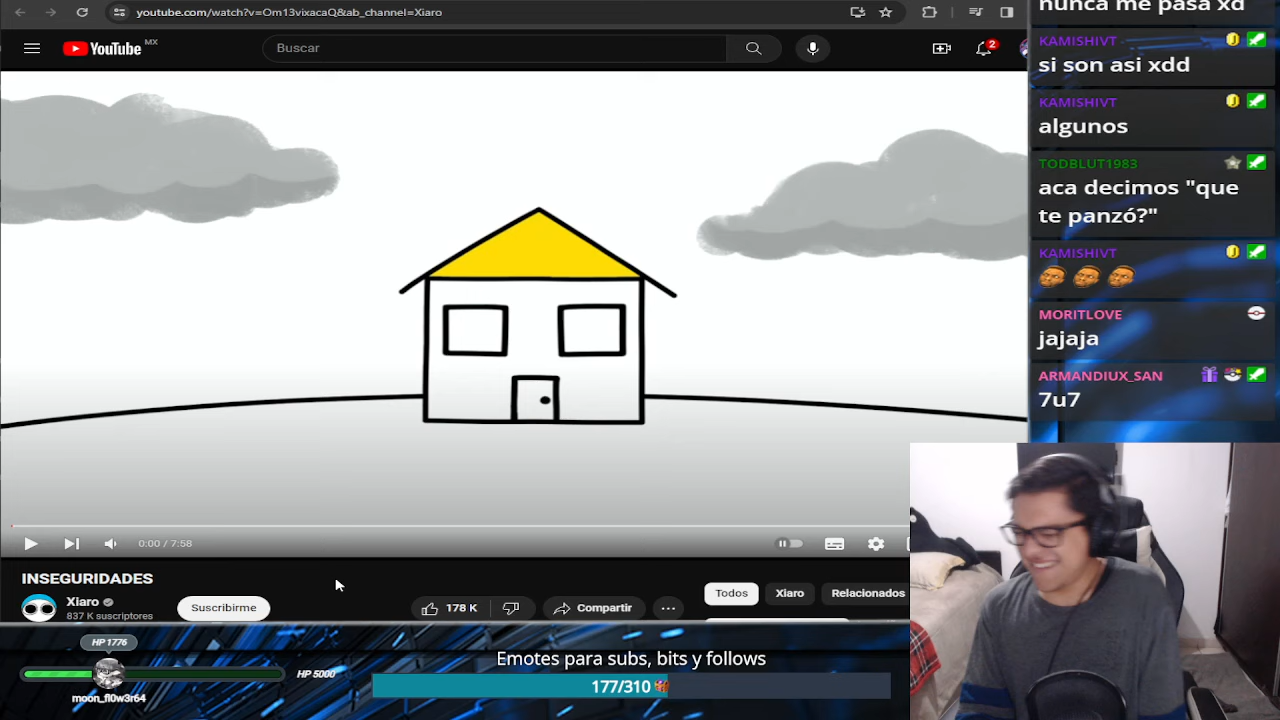 youtube.com/watch?v=Om13vixacaQ&ab_channel=Xiaro
YouTube MX
Buscar
2
0:00 / 7:58
INSEGURIDADES
Xiaro
837 K suscriptores
Suscribirme
178 K
Compartir
Todos
Xiaro
Relacionados
nunca me pasa xd
KAMISHIVT
si son asi xdd
KAMISHIVT
algunos
TODBLUT1983
aca decimos "que
te panzó?"
KAMISHIVT
MORITLOVE
jajaja
ARMANDIUX_SAN
7u7
HP 1776
HP 5000
moon_fl0w3r64
Emotes para subs, bits y follows
177/310